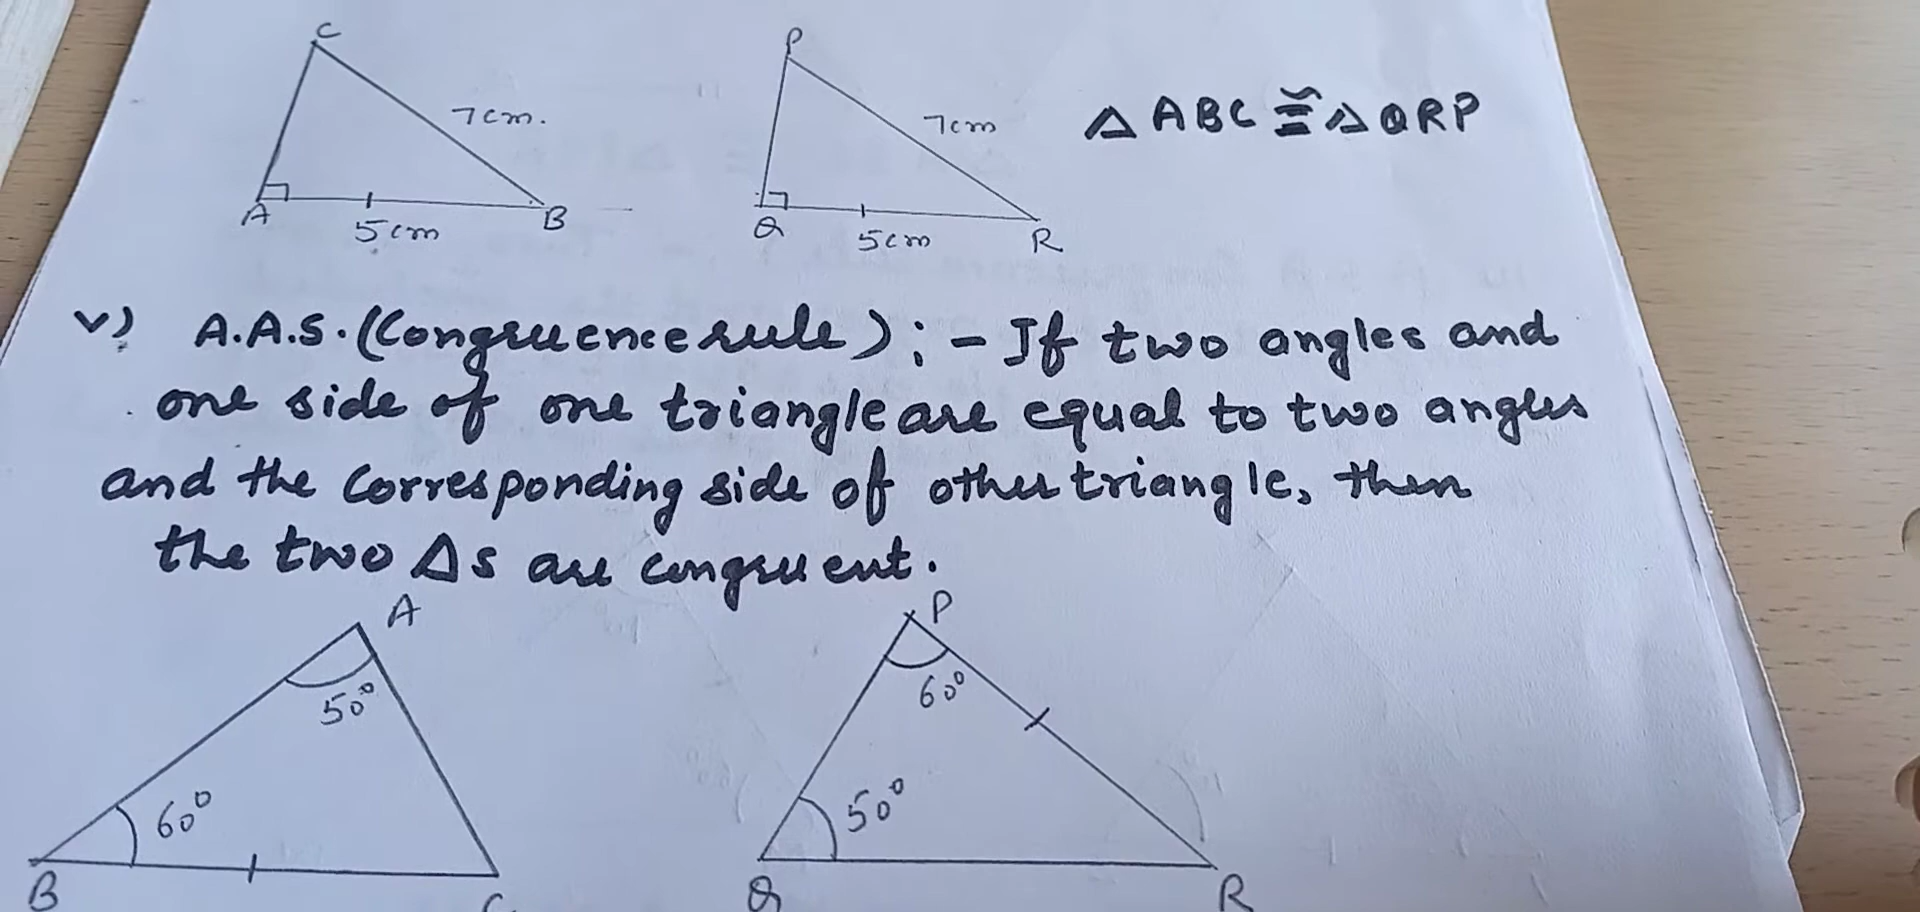 C
P
7cm.
7cm
△ABC ≅ △QRP
A
B
Q
R
5cm
5cm
v) A.A.S. (Congruence rule) ; - If two angles and
one side of one triangle are equal to two angles
and the corresponding side of other triangle, then
the two △s are congruent.
A
P
50°
60°
60°
50°
B
C
Q
R